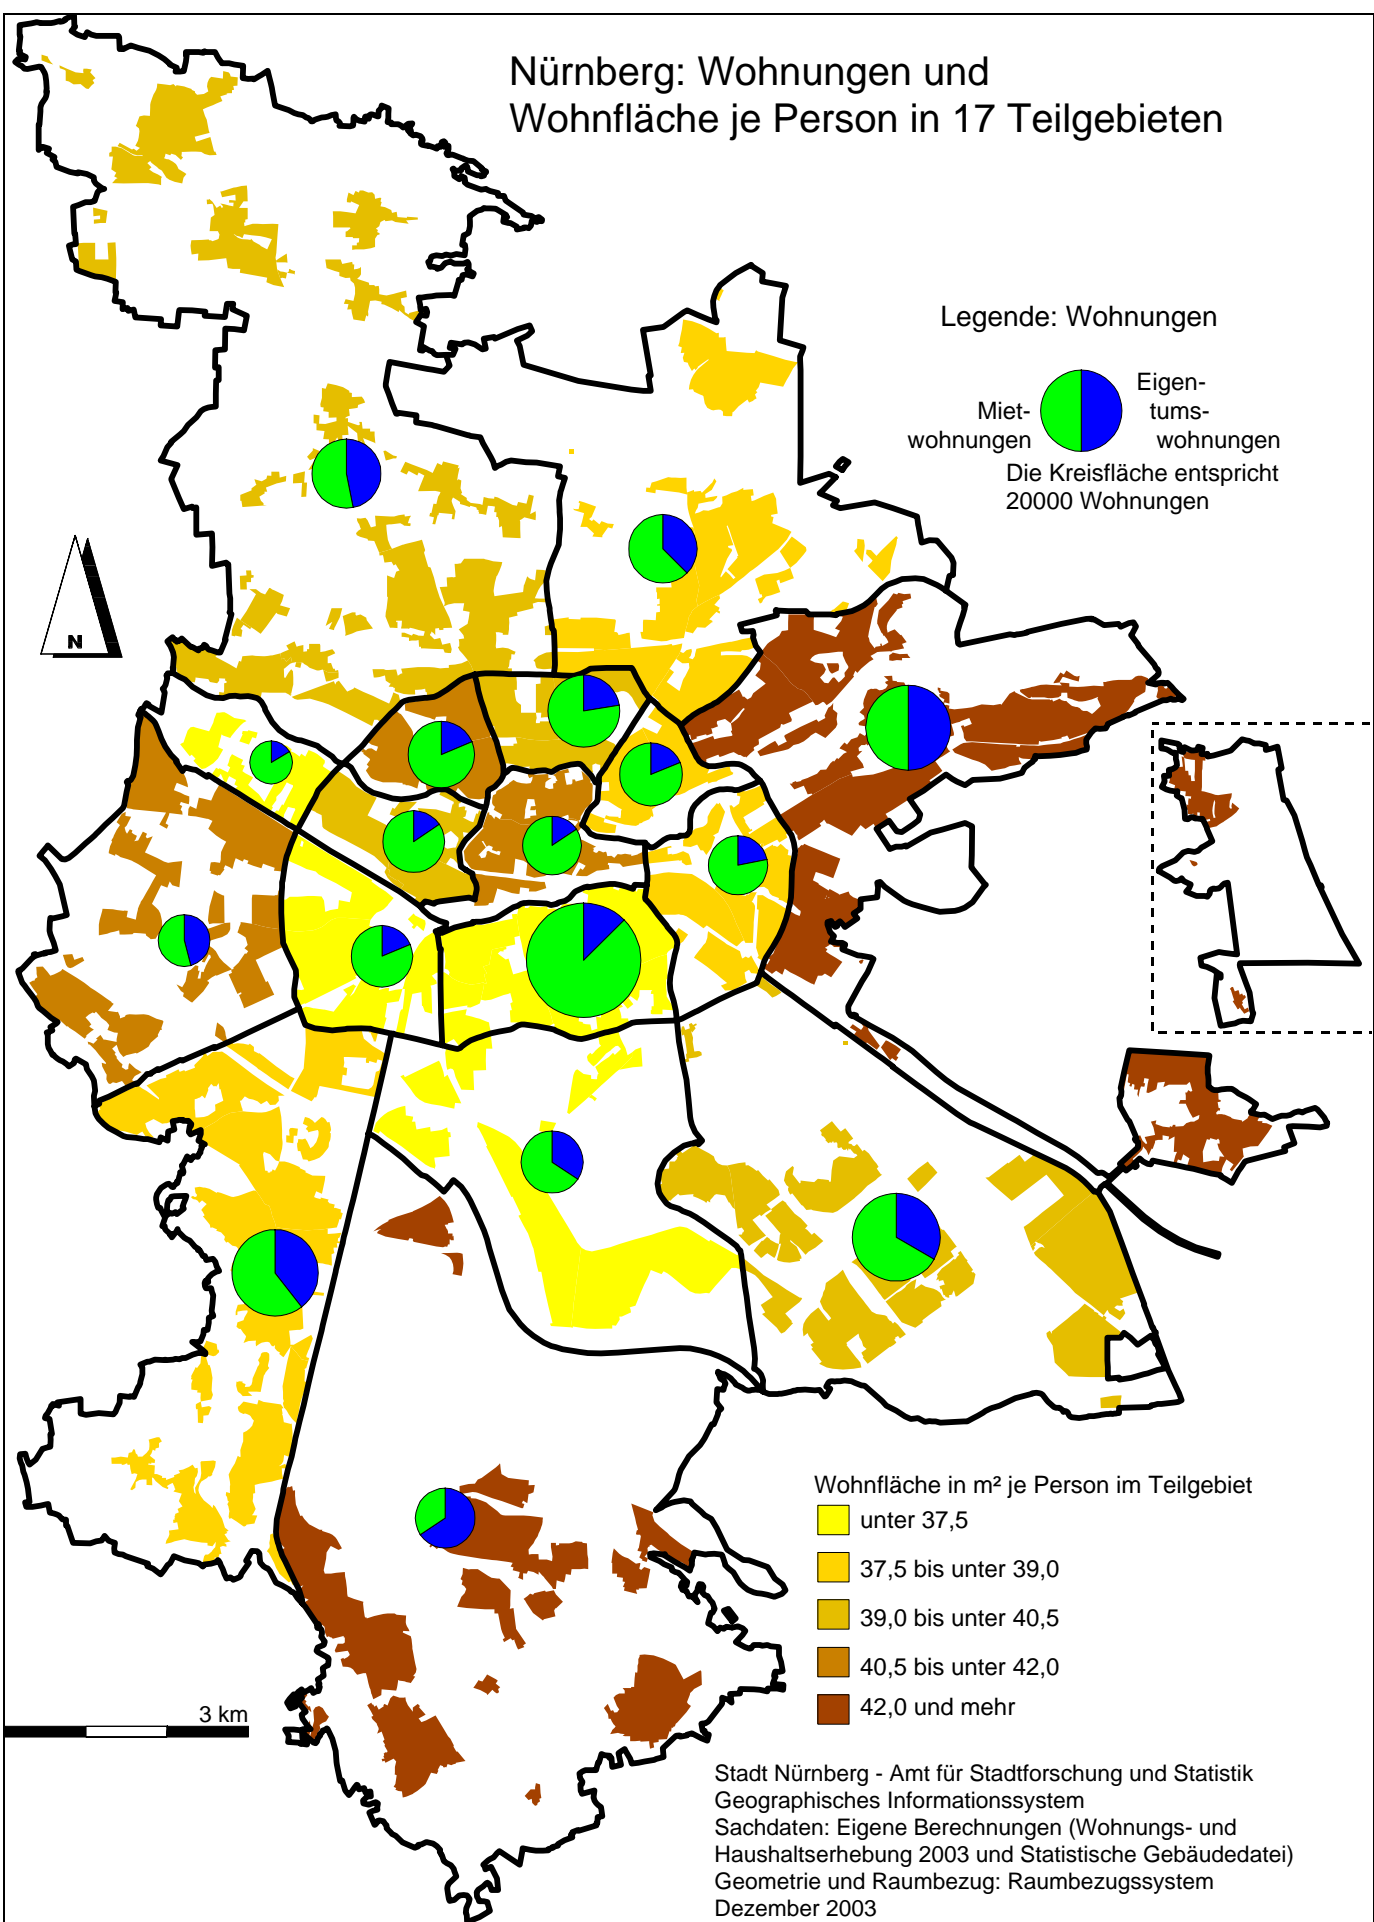 Nürnberg: Wohnungen und
Wohnfläche je Person in 17 Teilgebieten
Legende: Wohnungen
Miet-
wohnungen
Eigen-
tums-
wohnungen
Die Kreisfläche entspricht
20000 Wohnungen
N
Wohnfläche in m² je Person im Teilgebiet
unter 37,5
37,5 bis unter 39,0
39,0 bis unter 40,5
40,5 bis unter 42,0
42,0 und mehr
3 km
Stadt Nürnberg - Amt für Stadtforschung und Statistik
Geographisches Informationssystem
Sachdaten: Eigene Berechnungen (Wohnungs- und
Haushaltserhebung 2003 und Statistische Gebäudedatei)
Geometrie und Raumbezug: Raumbezugssystem
Dezember 2003